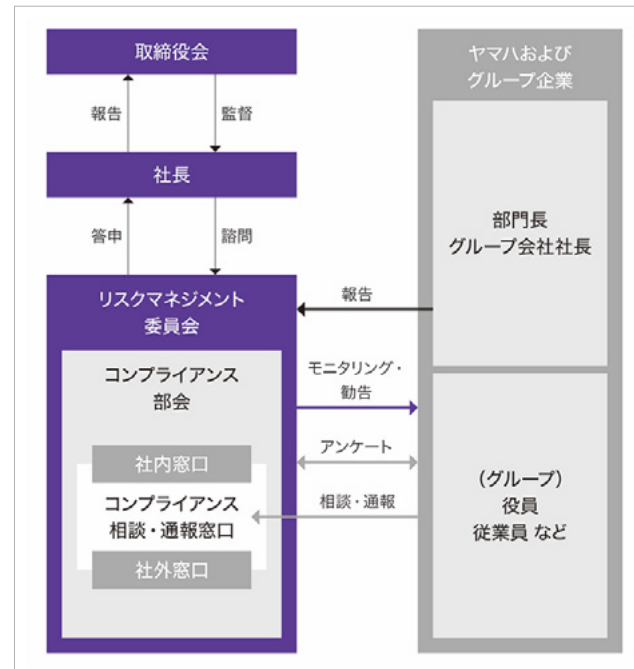 取締役会
報告
監督
社長
答申
諮問
リスクマネジメント
委員会
コンプライアンス
部会
社内窓口
コンプライアンス
相談・通報窓口
社外窓口
報告
モニタリング・
勧告
アンケート
相談・通報
ヤマハおよび
グループ企業
部門長
グループ会社社長
(グループ)
役員
従業員 など